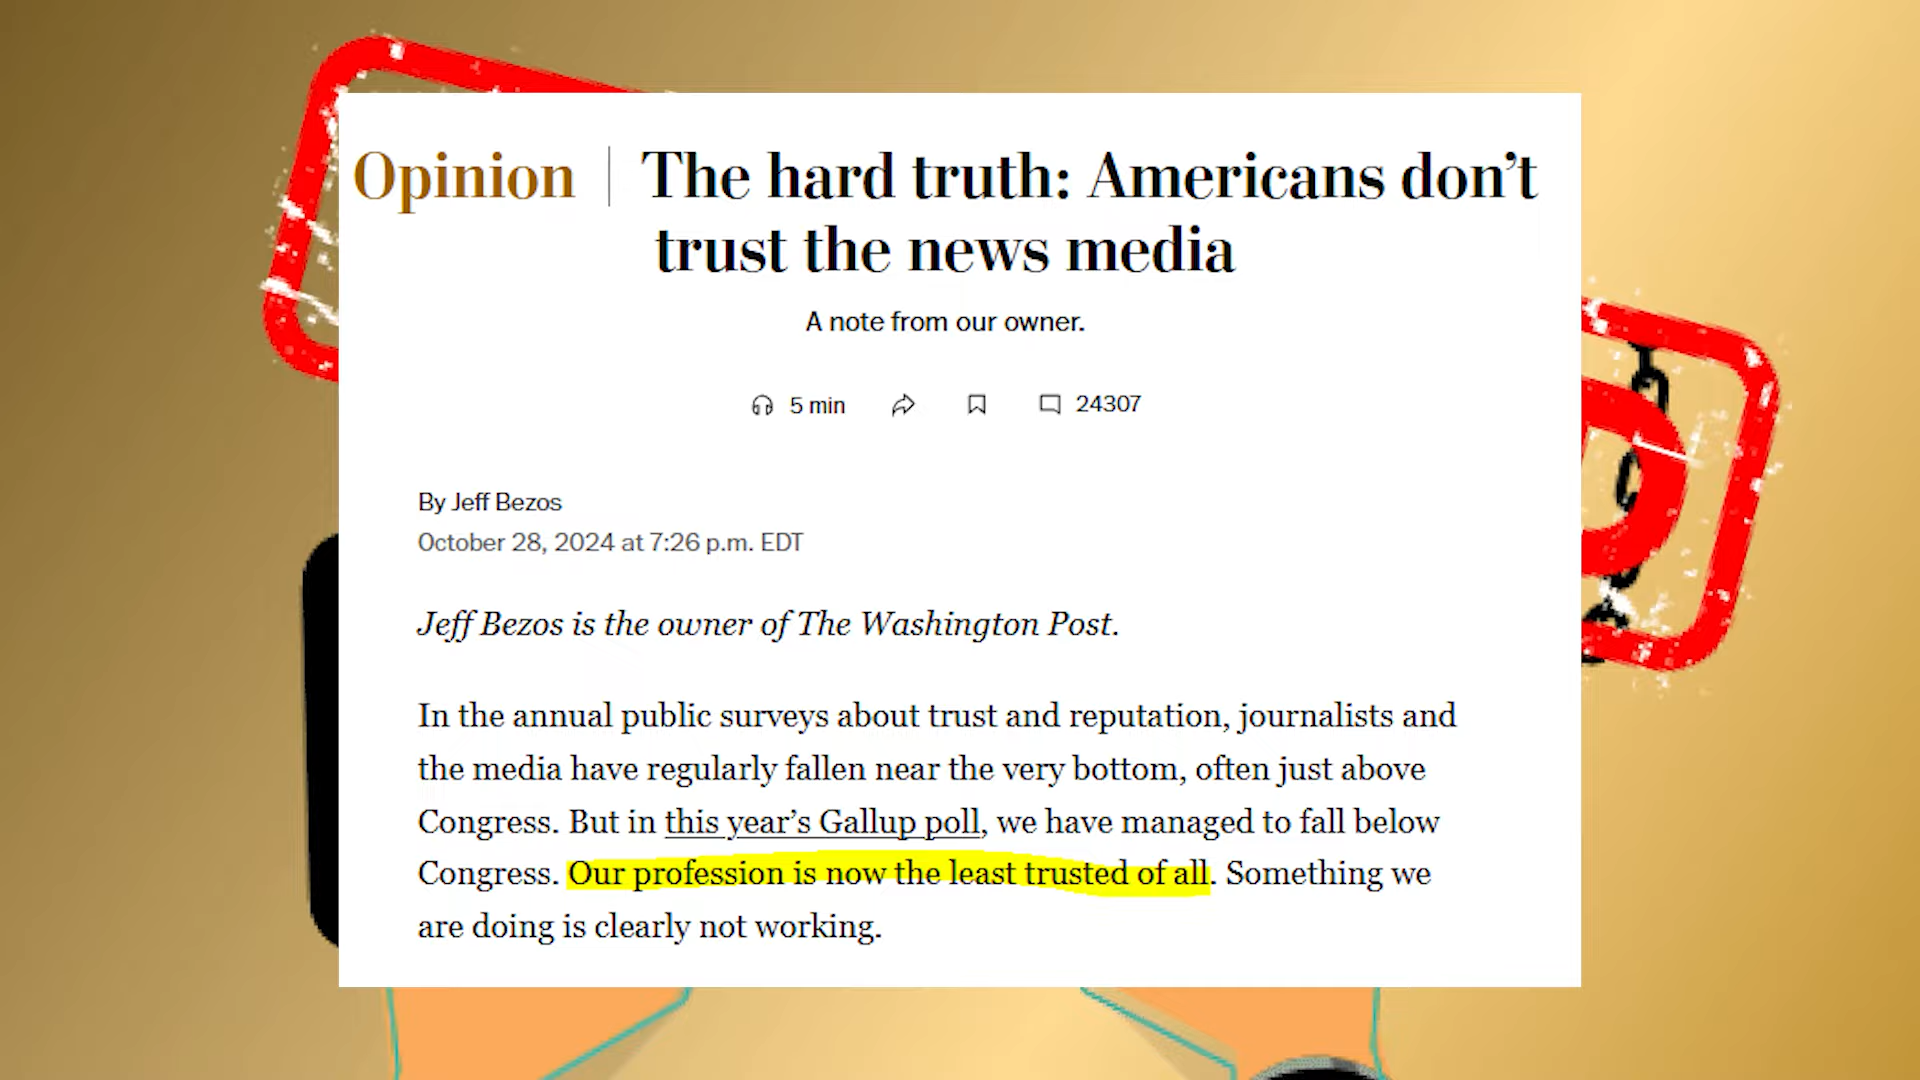 Opinion | The hard truth: Americans don’t
trust the news media
A note from our owner.
5 min 24307
By Jeff Bezos
October 28, 2024 at 7:26 p.m. EDT
Jeff Bezos is the owner of The Washington Post.
In the annual public surveys about trust and reputation, journalists and
the media have regularly fallen near the very bottom, often just above
Congress. But in this year’s Gallup poll, we have managed to fall below
Congress. Our profession is now the least trusted of all. Something we
are doing is clearly not working.